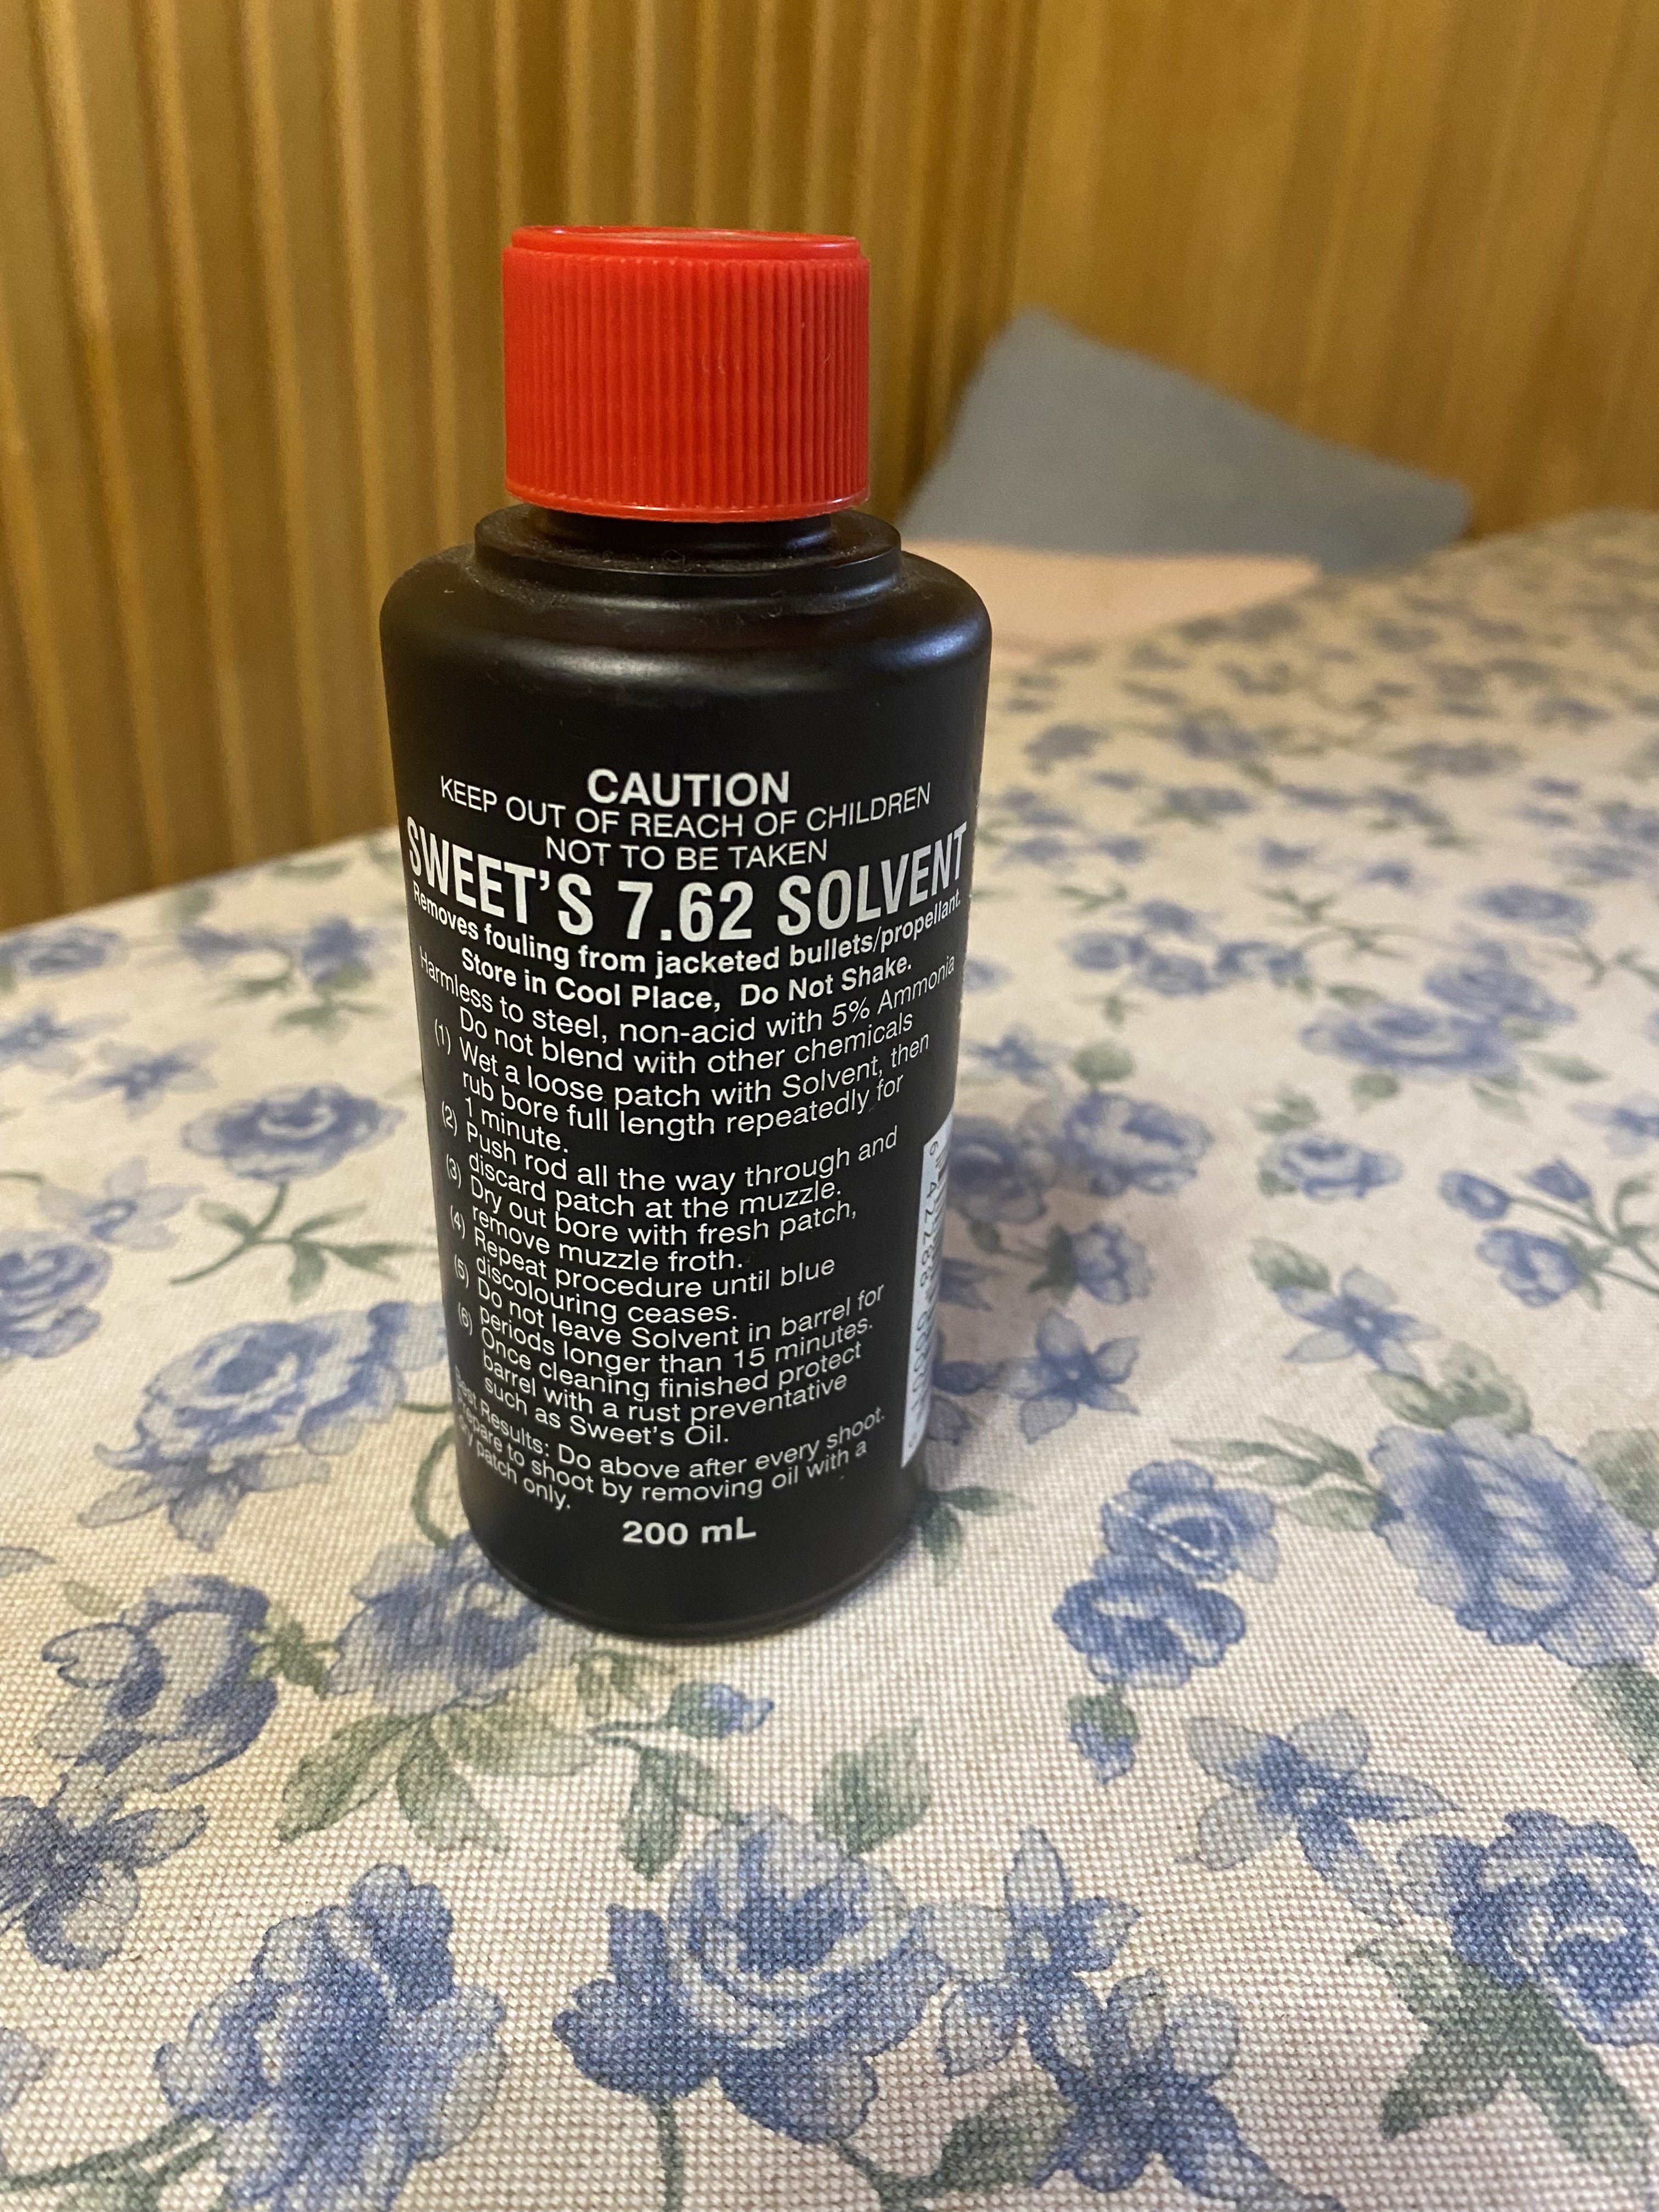 CAUTION
KEEP OUT OF REACH OF CHILDREN
NOT TO BE TAKEN
SWEET'S 7.62 SOLVENT
Removes fouling from jacketed bullets/propellant.
Store in Cool Place, Do Not Shake.
Harmless to steel, non-acid with 5% Ammonia
Do not blend with other chemicals
(1) Wet a loose patch with Solvent, then
rub bore full length repeatedly for
1 minute.
(2) Push rod all the way through and
discard patch at the muzzle.
(3) Dry out bore with fresh patch,
remove muzzle froth.
(4) Repeat procedure until blue
discolouring ceases.
(5) Do not leave Solvent in barrel for
periods longer than 15 minutes.
(6) Once cleaning finished protect
barrel with a rust preventative
such as Sweet's Oil.
Best Results: Do above after every shoot.
Prepare to shoot by removing oil with a
dry patch only.
200 mL